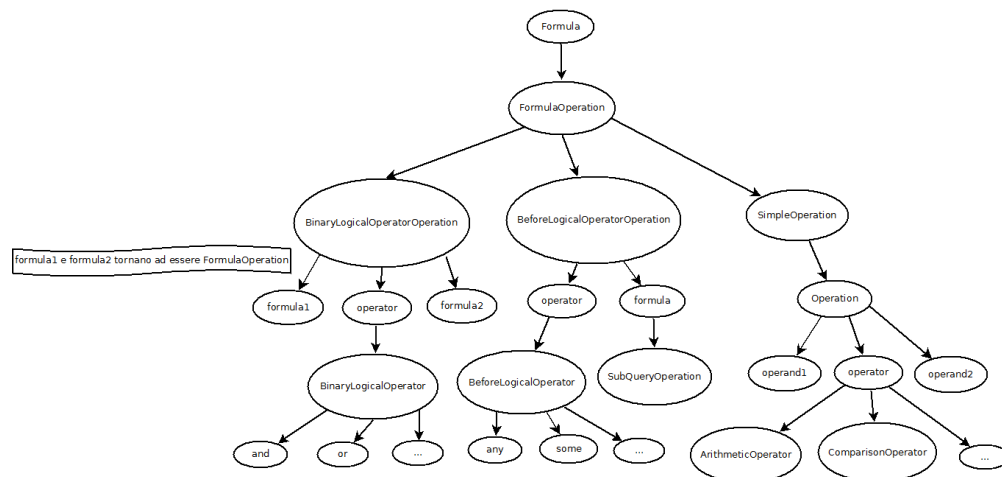 Formula
FormulaOperation
BinaryLogicalOperatorOperation
BeforeLogicalOperatorOperation
SimpleOperation
formula1 e formula2 tornano ad essere FormulaOperation
formula1
operator
formula2
operator
formula
Operation
BinaryLogicalOperator
BeforeLogicalOperator
SubQueryOperation
operand1
operator
operand2
and
or
...
any
some
...
ArithmeticOperator
ComparisonOperator
...